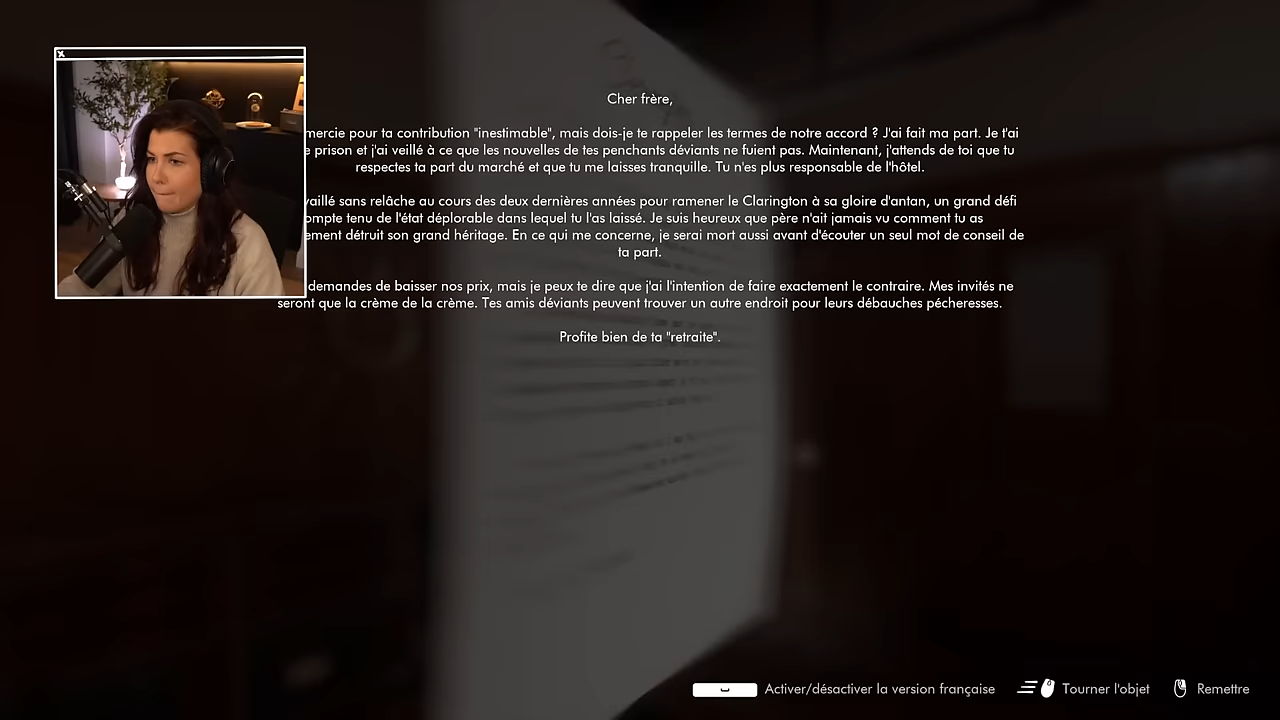 Cher frère,
mercie pour ta contribution "inestimable", mais dois-je te rappeler les termes de notre accord ? J'ai fait ma part. Je t'ai
prison et j'ai veillé à ce que les nouvelles de tes penchants déviants ne fuient pas. Maintenant, j'attends de toi que tu
respectes ta part du marché et que tu me laisses tranquille. Tu n'es plus responsable de l'hôtel.
vaillé sans relâche au cours des deux dernières années pour ramener le Clarington à sa gloire d'antan, un grand défi
ompte tenu de l'état déplorable dans lequel tu l'as laissé. Je suis heureux que père n'ait jamais vu comment tu as
ement détruit son grand héritage. En ce qui me concerne, je serai mort aussi avant d'écouter un seul mot de conseil de
ta part.
demandes de baisser nos prix, mais je peux te dire que j'ai l'intention de faire exactement le contraire. Mes invités ne
seront que la crème de la crème. Tes amis déviants peuvent trouver un autre endroit pour leurs débauches pécheresses.
Profite bien de ta "retraite".
Activer/désactiver la version française
Tourner l'objet
Remettre